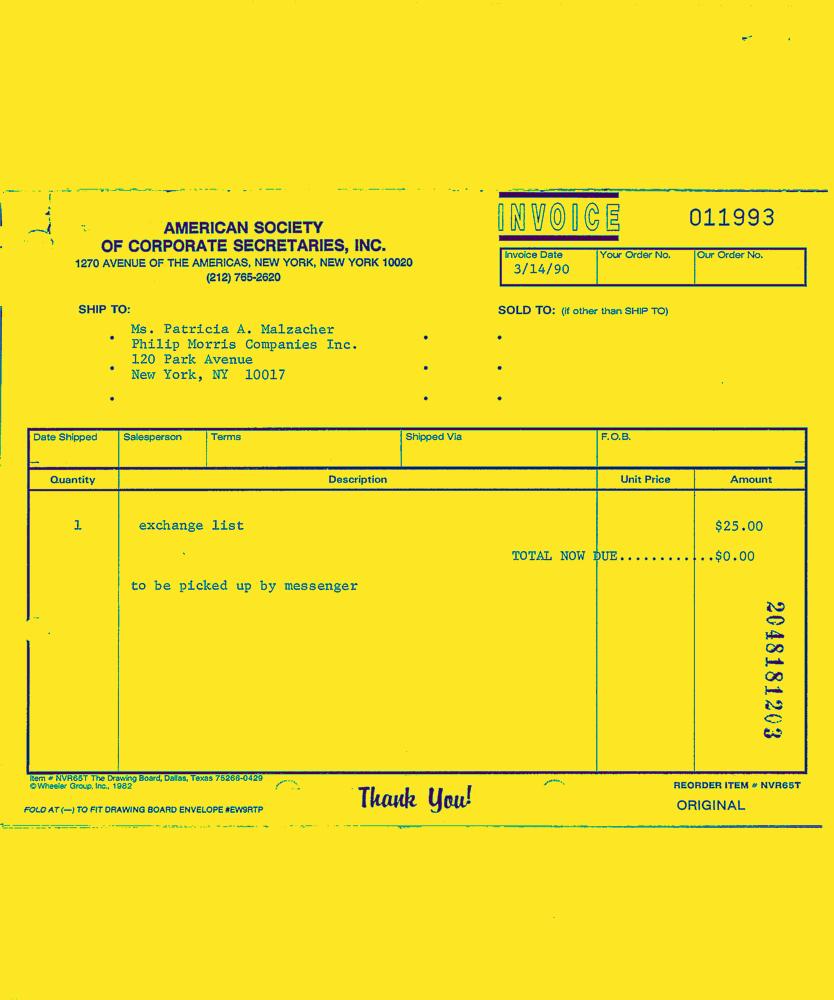 INVOICE 011993
AMERICAN SOCIETY
OF CORPORATE SECRETARIES, INC.
1270 AVENUE OF THE AMERICAS, NEW YORK, NEW YORK 10020
(212) 765-2620
Invoice Date Your Order No. Our Order No.
3/14/90
SHIP TO:
SOLD TO: (if other than SHIP TO)
Ms. Patricia A. Malzacher
Philip Morris Companies Inc.
120 Park Avenue
New York, NY 10017
Date Shipped Salesperson Terms Shipped Via F.O.B.
Quantity Description Unit Price Amount
1 exchange list $25.00
TOTAL NOW DUE............$0.00
to be picked up by messenger
2048181203
Item # NVR65T The Drawing Board, Dallas, Texas 75266-0429
© Wheeler Group, Inc., 1982
Thank You!
REORDER ITEM # NVR65T
FOLD AT (—) TO FIT DRAWING BOARD ENVELOPE #EW9RTP
ORIGINAL